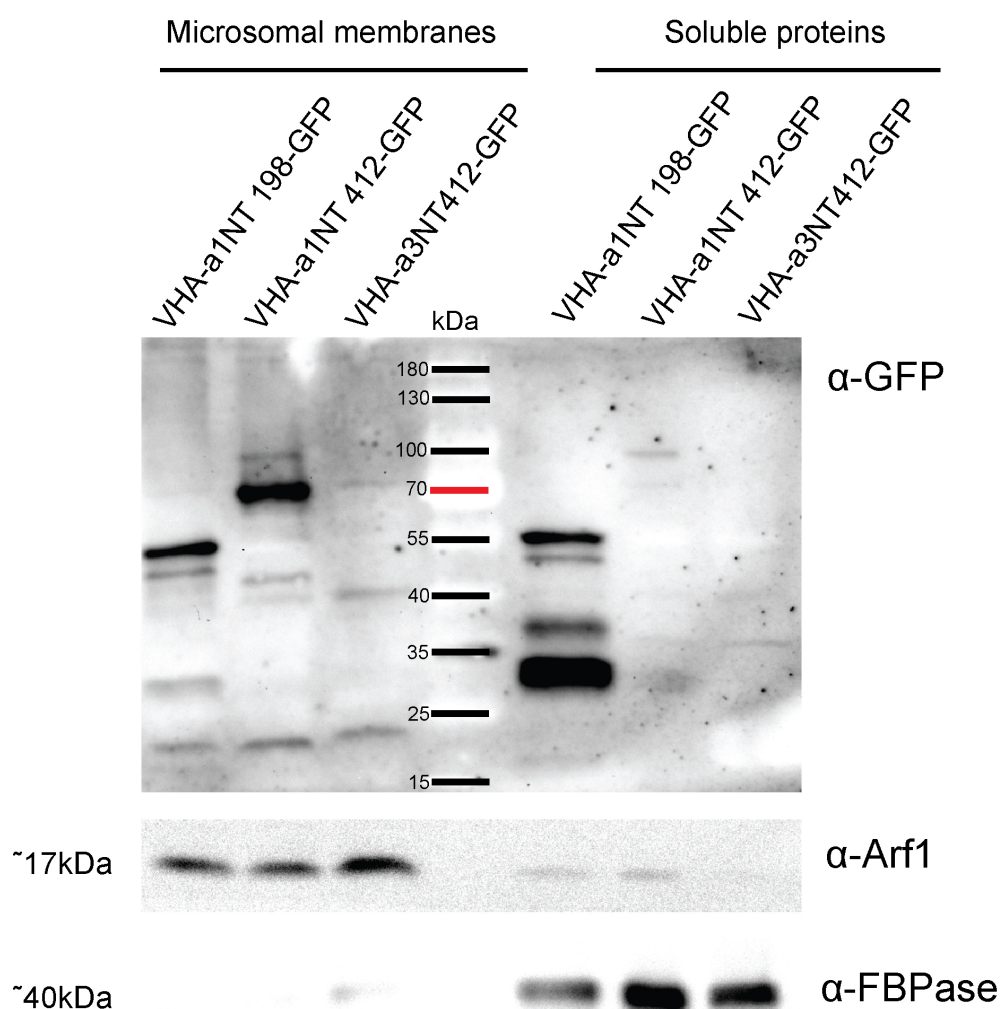 Microsomal membranes Soluble proteins
VHA-a1NT 198-GFP
VHA-a1NT 412-GFP
VHA-a3NT412-GFP
VHA-a1NT 198-GFP
VHA-a1NT 412-GFP
VHA-a3NT412-GFP
kDa
180
130
100
70
55
40
35
25
15
α-GFP
˜17kDa
α-Arf1
˜40kDa
α-FBPase